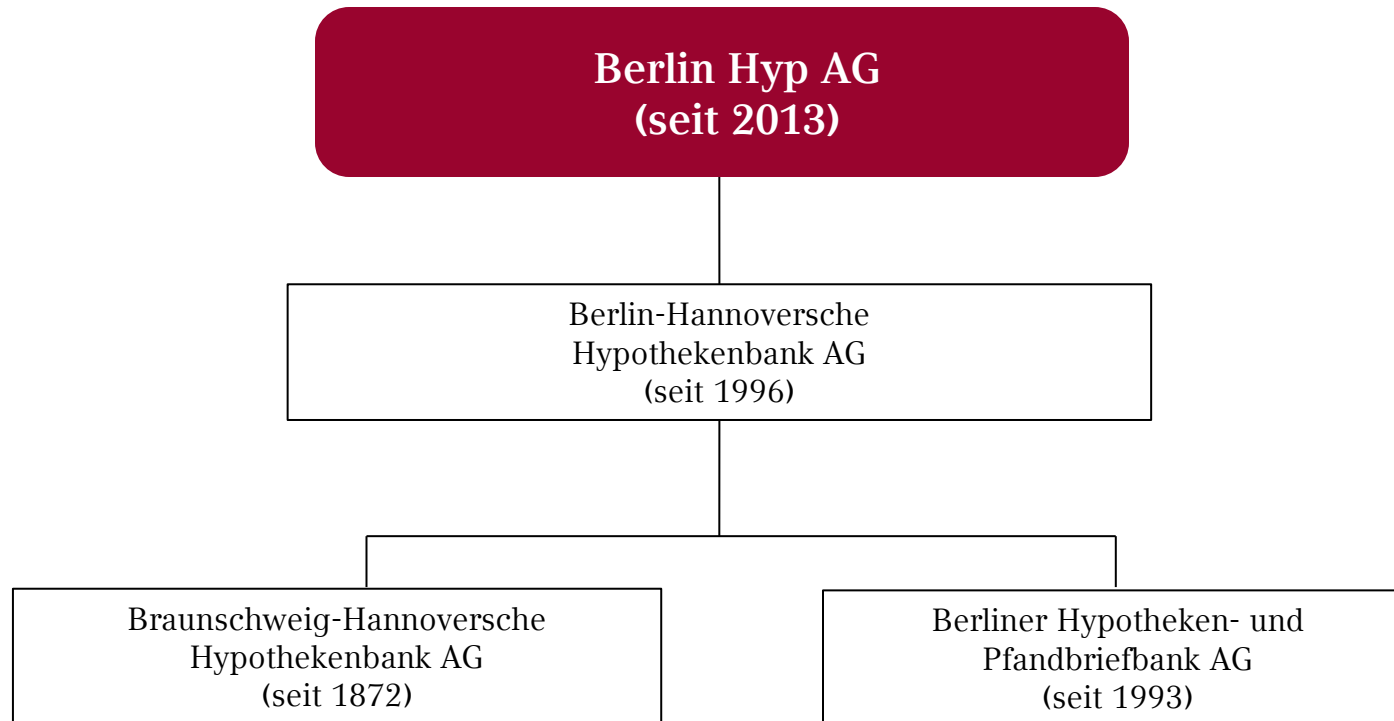 Berlin Hyp AG
(seit 2013)
Berlin-Hannoversche
Hypothekenbank AG
(seit 1996)
Braunschweig-Hannoversche
Hypothekenbank AG
(seit 1872)
Berliner Hypotheken- und
Pfandbriefbank AG
(seit 1993)